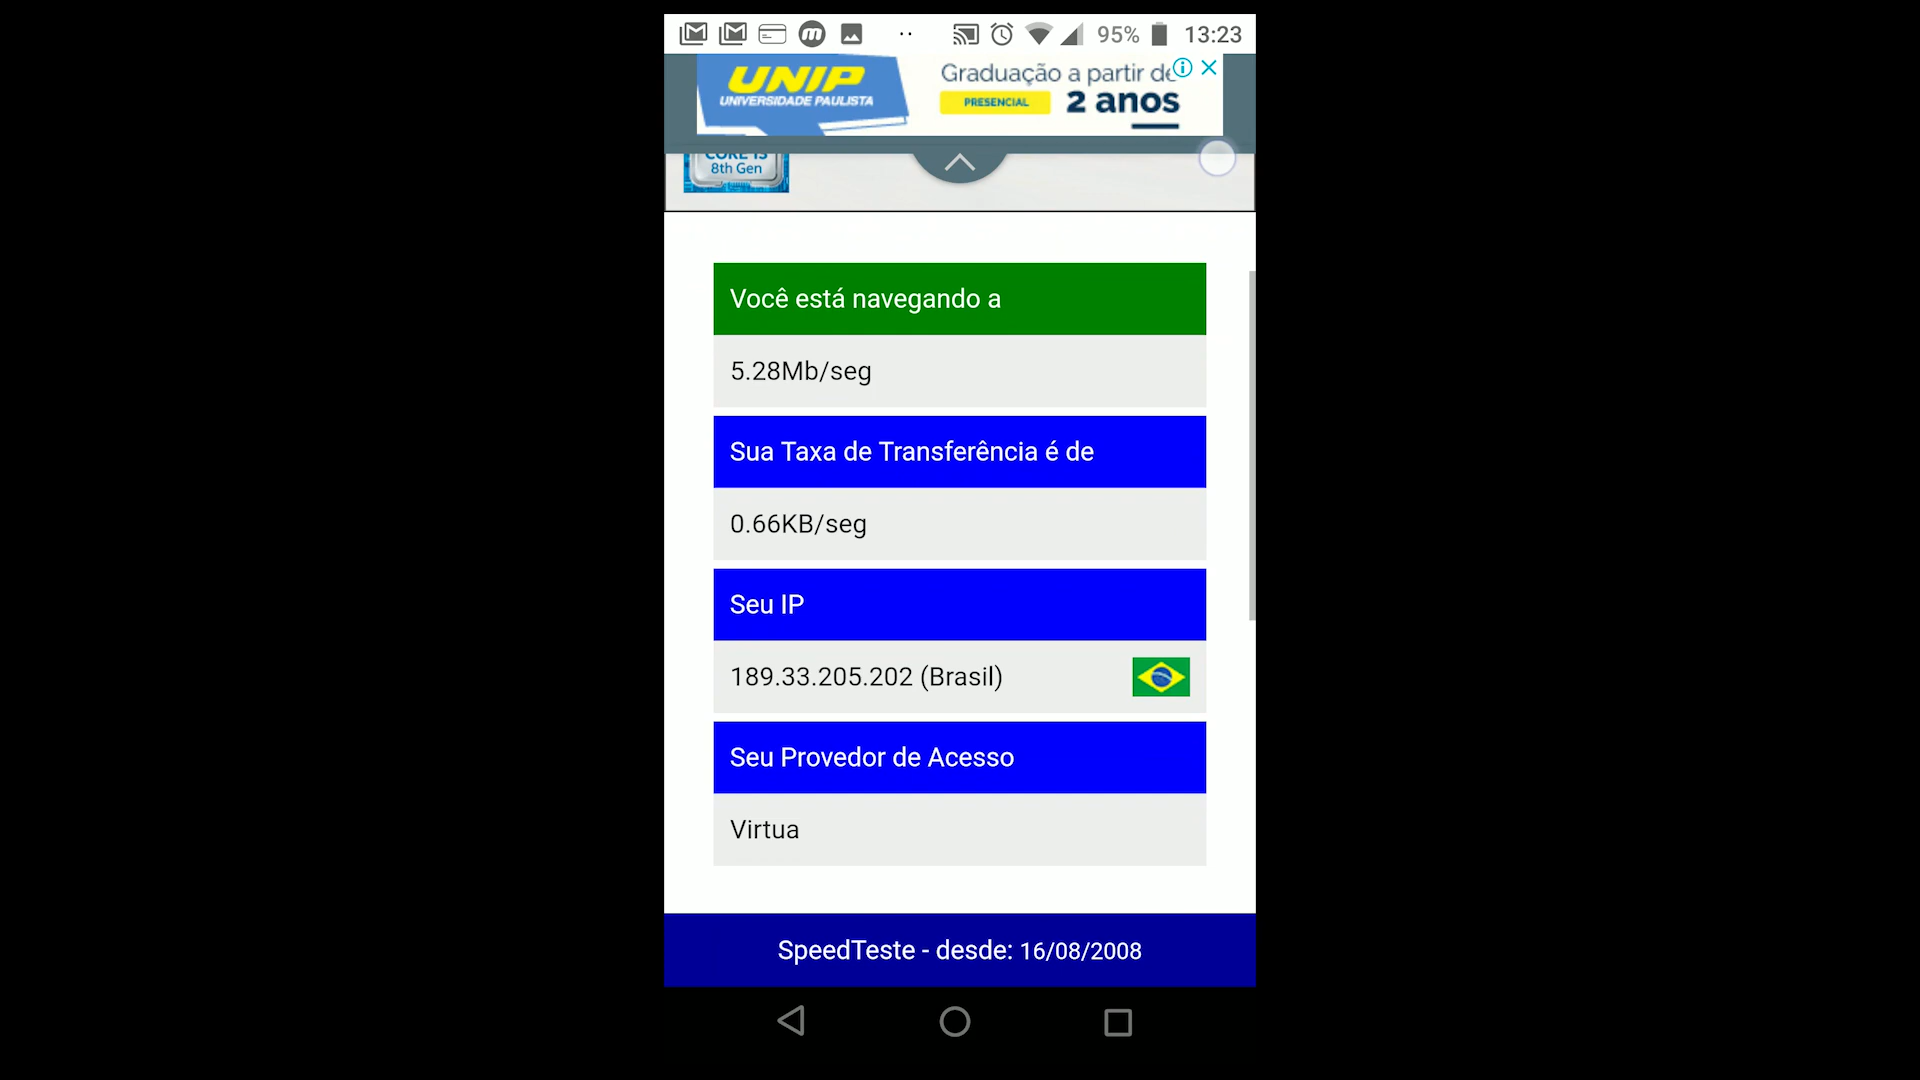 95% 13:23
UNIP
UNIVERSIDADE PAULISTA
Graduação a partir de
PRESENCIAL 2 anos
CORE i5
8th Gen
Você está navegando a
5.28Mb/seg
Sua Taxa de Transferência é de
0.66KB/seg
Seu IP
189.33.205.202 (Brasil)
Seu Provedor de Acesso
Virtua
SpeedTeste - desde: 16/08/2008